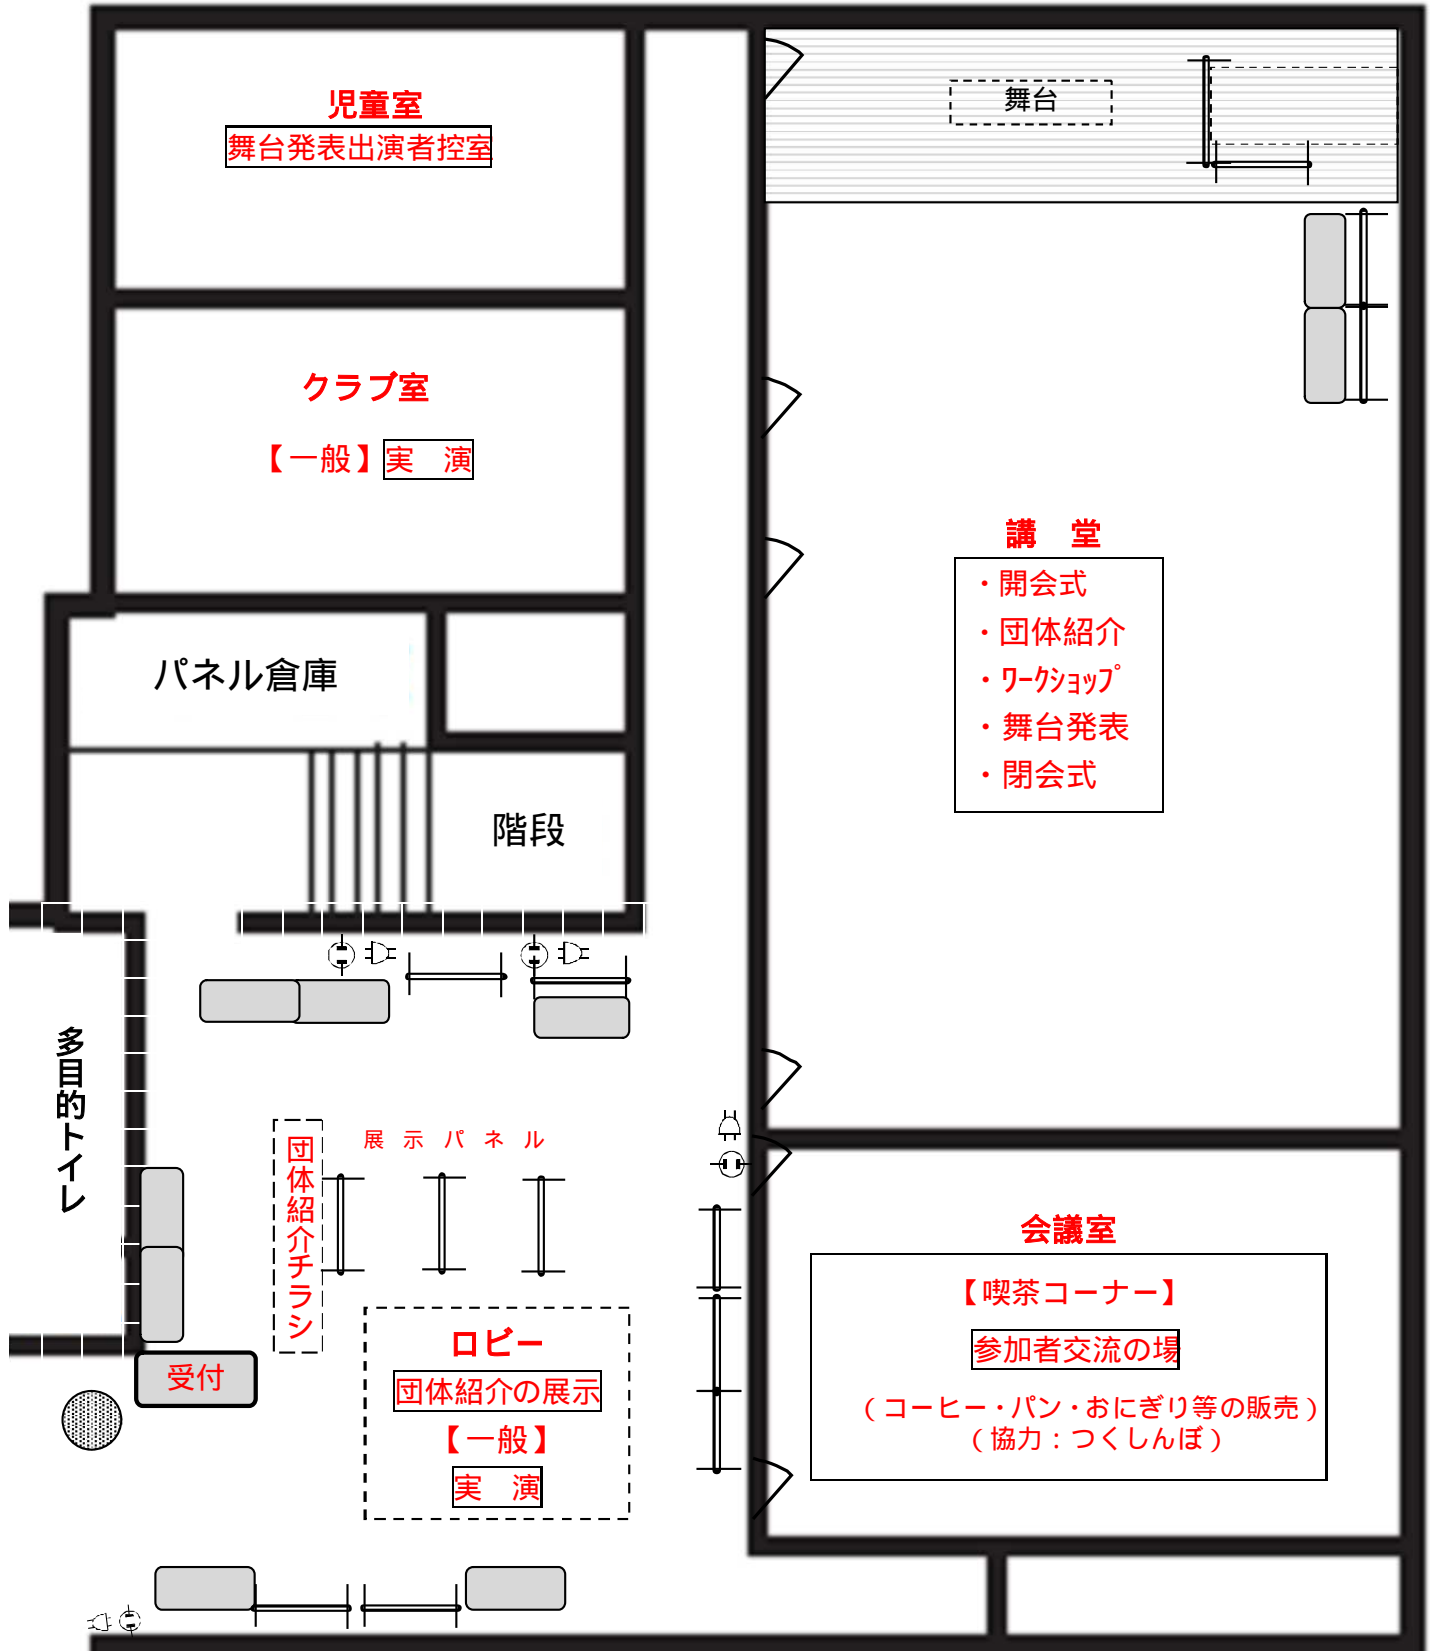 児童室
舞台発表出演者控室
舞台
クラブ室
【一般】実　演
講　堂
・開会式
・団体紹介
・ﾜｰｸｼｮｯﾌﾟ
・舞台発表
・閉会式
パネル倉庫
階段
多目的トイレ
団体紹介チラシ
展示パネル
受付
ロビー
団体紹介の展示
【一般】
実　演
会議室
【喫茶コーナー】
参加者交流の場
（コーヒー・パン・おにぎり等の販売）
（協力：つくしんぼ）